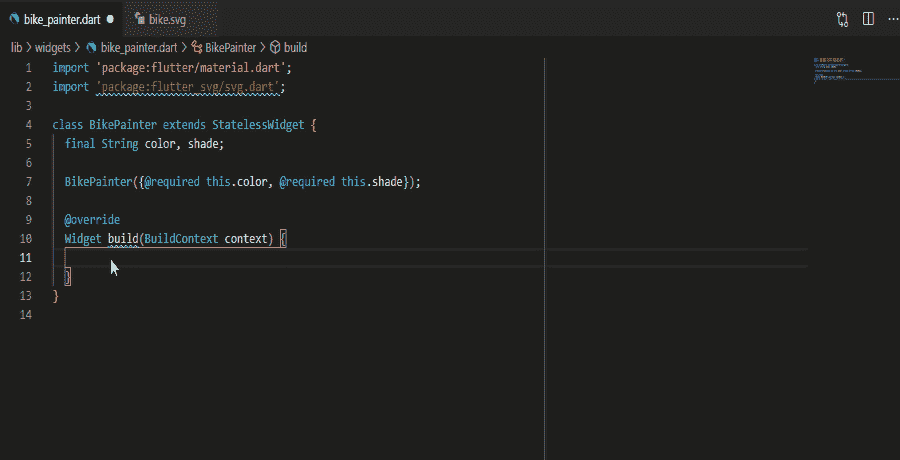 bike_painter.dart bike.svg
lib > widgets > bike_painter.dart > BikePainter > build
1 import 'package:flutter/material.dart';
2 import 'package:flutter_svg/svg.dart';
3
4 class BikePainter extends StatelessWidget {
5 final String color, shade;
6
7 BikePainter({@required this.color, @required this.shade});
8
9 @override
10 Widget build(BuildContext context) {
11
12 }
13 }
14